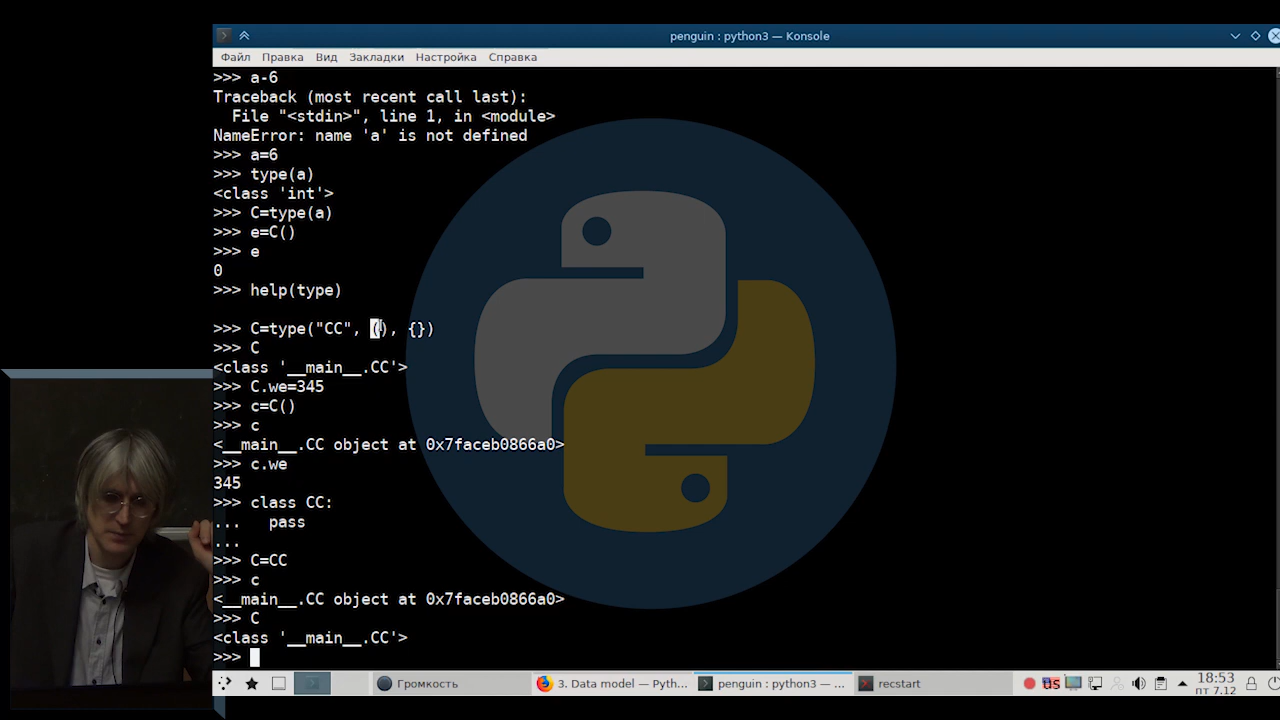 penguin : python3 — Konsole
Файл Правка Вид Закладки Настройка Справка
>>> a-6
Traceback (most recent call last):
  File "<stdin>", line 1, in <module>
NameError: name 'a' is not defined
>>> a=6
>>> type(a)
<class 'int'>
>>> C=type(a)
>>> e=C()
>>> e
0
>>> help(type)
>>> C=type("CC", (), {})
>>> C
<class '__main__.CC'>
>>> C.we=345
>>> c=C()
>>> c
<__main__.CC object at 0x7faceb0866a0>
>>> c.we
345
>>> class CC:
...   pass
...
>>> C=CC
>>> c
<__main__.CC object at 0x7faceb0866a0>
>>> C
<class '__main__.CC'>
>>>
Громкость
3. Data model — Pyth...
penguin : python3 — ...
recstart
us
18:53
пт 7.12